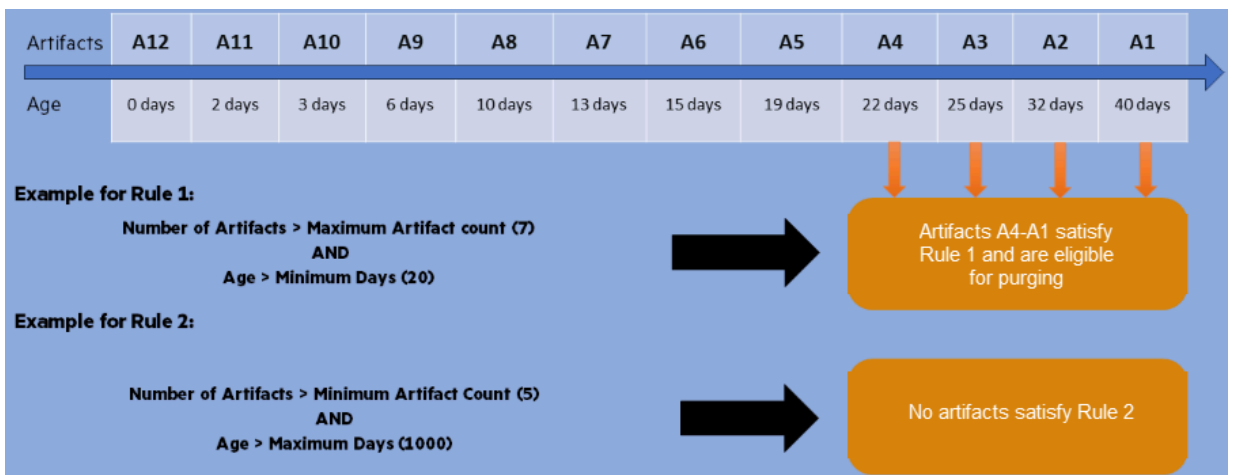 Artifacts A12 A11 A10 A9 A8 A7 A6 A5 A4 A3 A2 A1
Age 0 days 2 days 3 days 6 days 10 days 13 days 15 days 19 days 22 days 25 days 32 days 40 days
Example for Rule 1:
Number of Artifacts > Maximum Artifact count (7)
AND
Age > Minimum Days (20)
Artifacts A4-A1 satisfy
Rule 1 and are eligible
for purging
Example for Rule 2:
Number of Artifacts > Minimum Artifact Count (5)
AND
Age > Maximum Days (1000)
No artifacts satisfy Rule 2